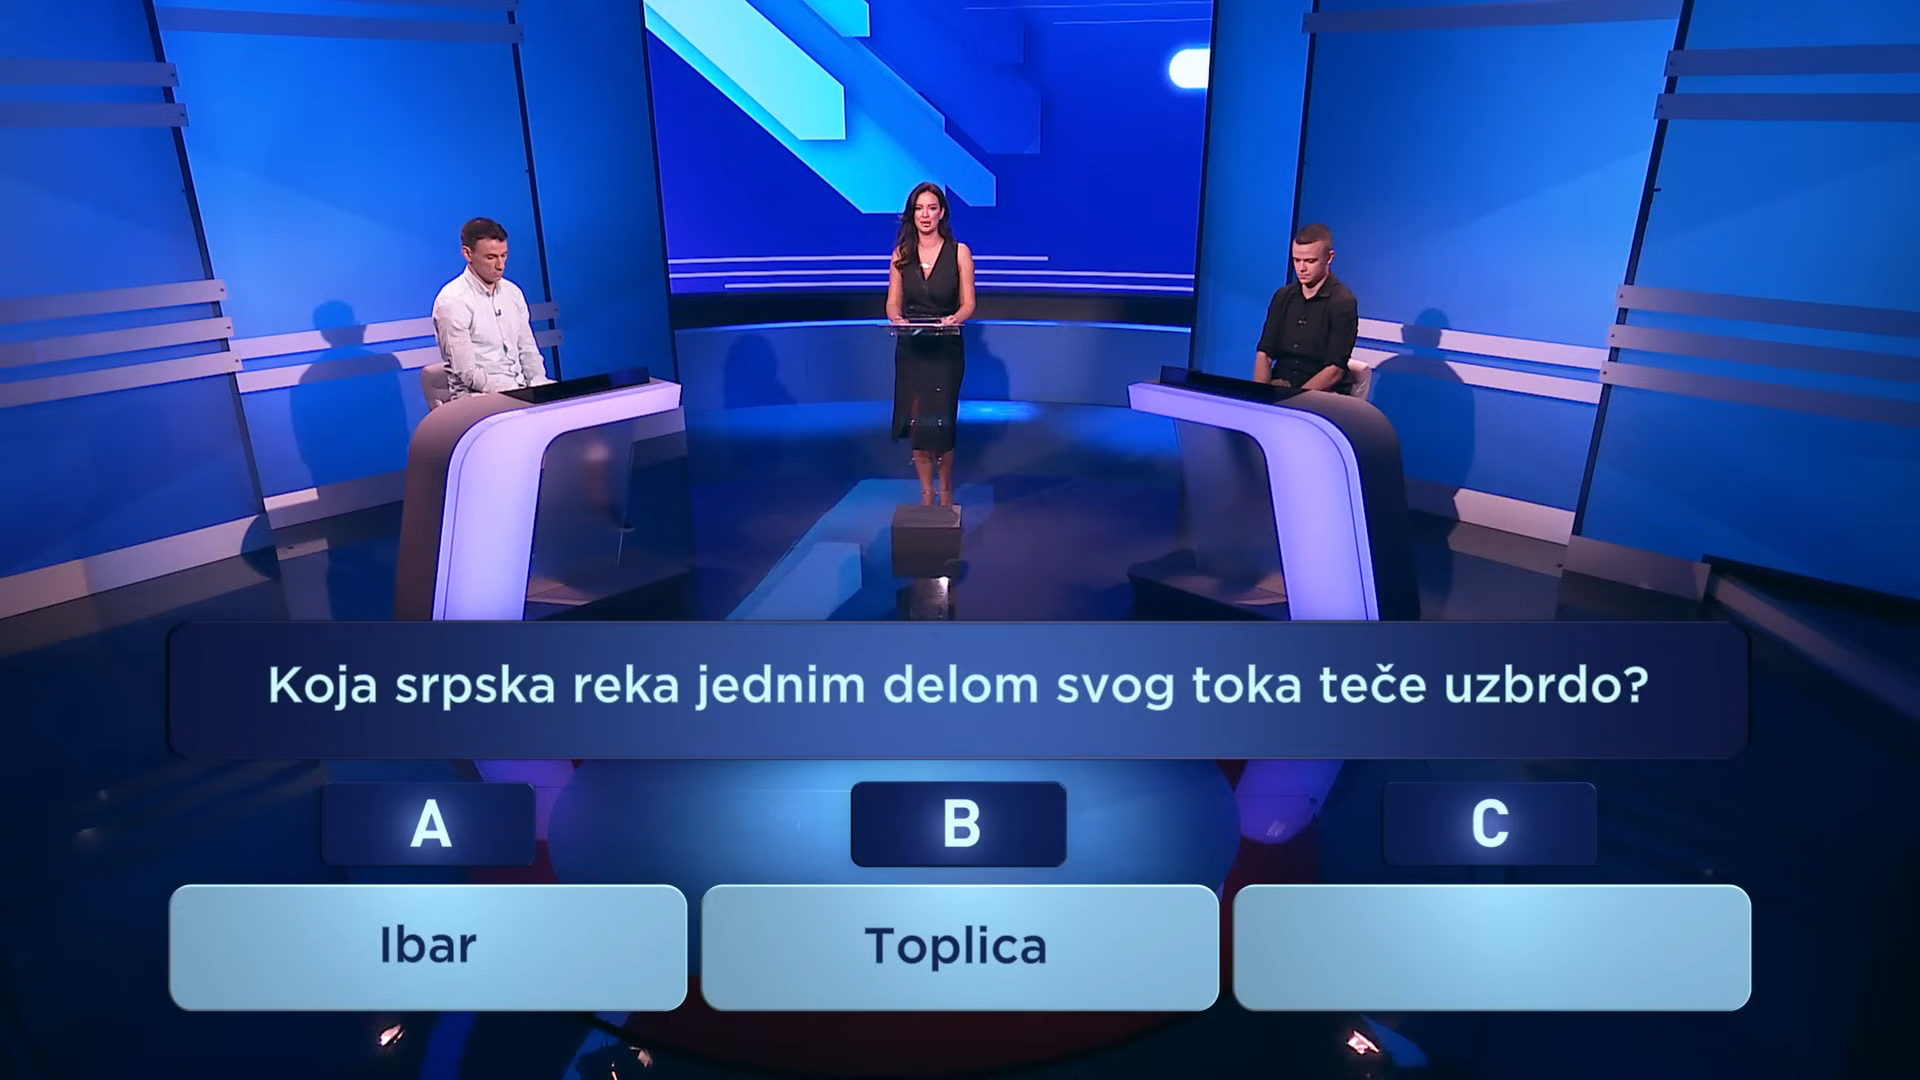 Koja srpska reka jednim delom svog toka teče uzbrdo?
A
B
C
Ibar
Toplica